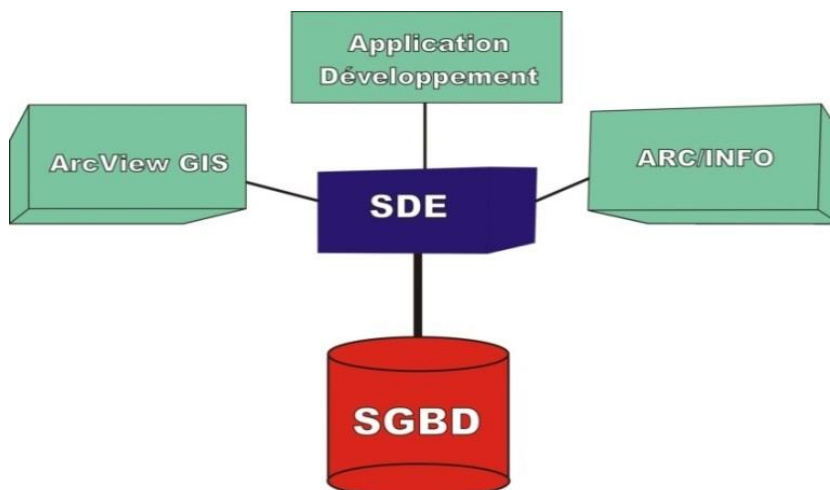 Application
Développement
ArcView GIS
SDE
ARC/INFO
SGBD